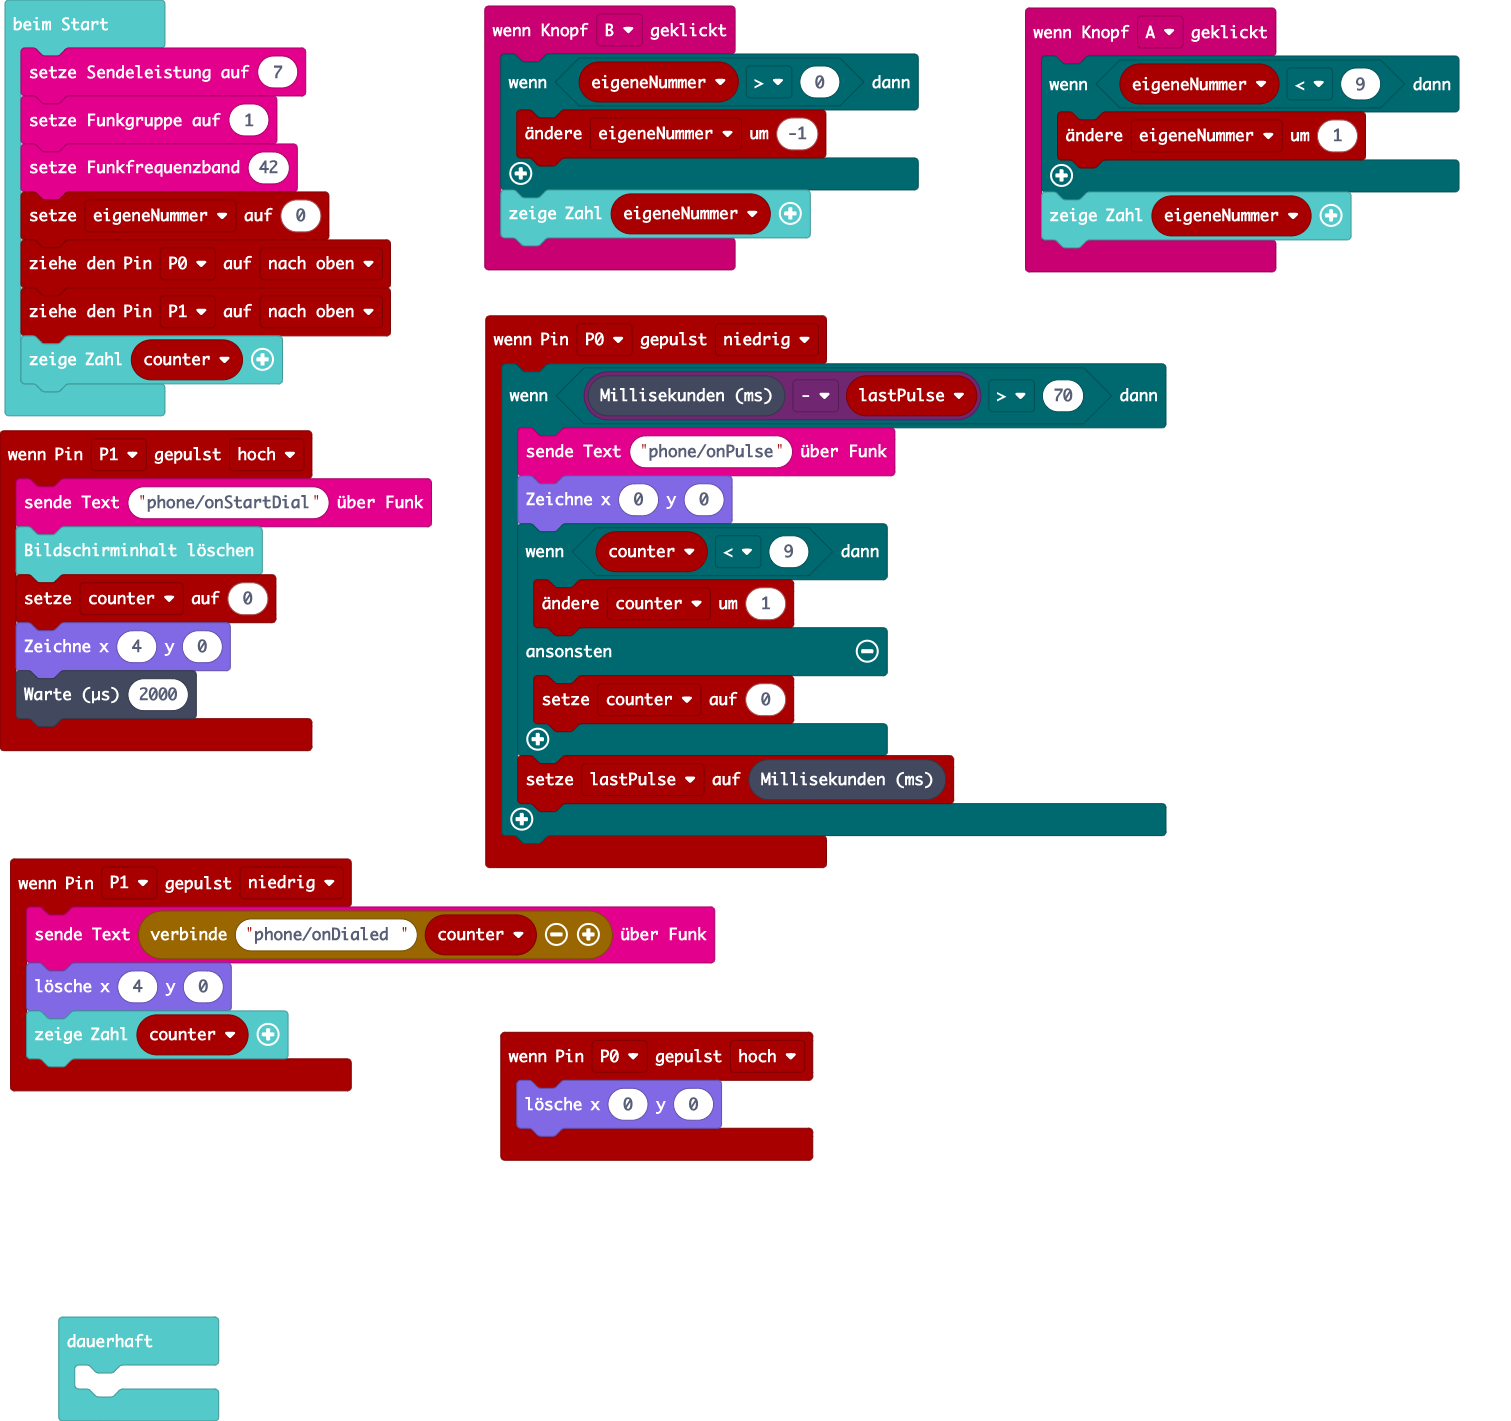 beim Start
setze Sendeleistung auf 7
setze Funkgruppe auf 1
setze Funkfrequenzband 42
setze eigeneNummer auf 0
ziehe den Pin P0 auf nach oben
ziehe den Pin P1 auf nach oben
zeige Zahl counter
wenn Knopf B geklickt
wenn eigeneNummer > 0 dann
ändere eigeneNummer um -1
zeige Zahl eigeneNummer
wenn Knopf A geklickt
wenn eigeneNummer < 9 dann
ändere eigeneNummer um 1
zeige Zahl eigeneNummer
wenn Pin P1 gepulst hoch
sende Text "phone/onStartDial" über Funk
Bildschirminhalt löschen
setze counter auf 0
Zeichne x 4 y 0
Warte (µs) 2000
wenn Pin P0 gepulst niedrig
wenn Millisekunden (ms) - lastPulse > 70 dann
sende Text "phone/onPulse" über Funk
Zeichne x 0 y 0
wenn counter < 9 dann
ändere counter um 1
ansonsten
setze counter auf 0
setze lastPulse auf Millisekunden (ms)
wenn Pin P1 gepulst niedrig
sende Text verbinde "phone/onDialed " counter über Funk
lösche x 4 y 0
zeige Zahl counter
wenn Pin P0 gepulst hoch
lösche x 0 y 0
dauerhaft